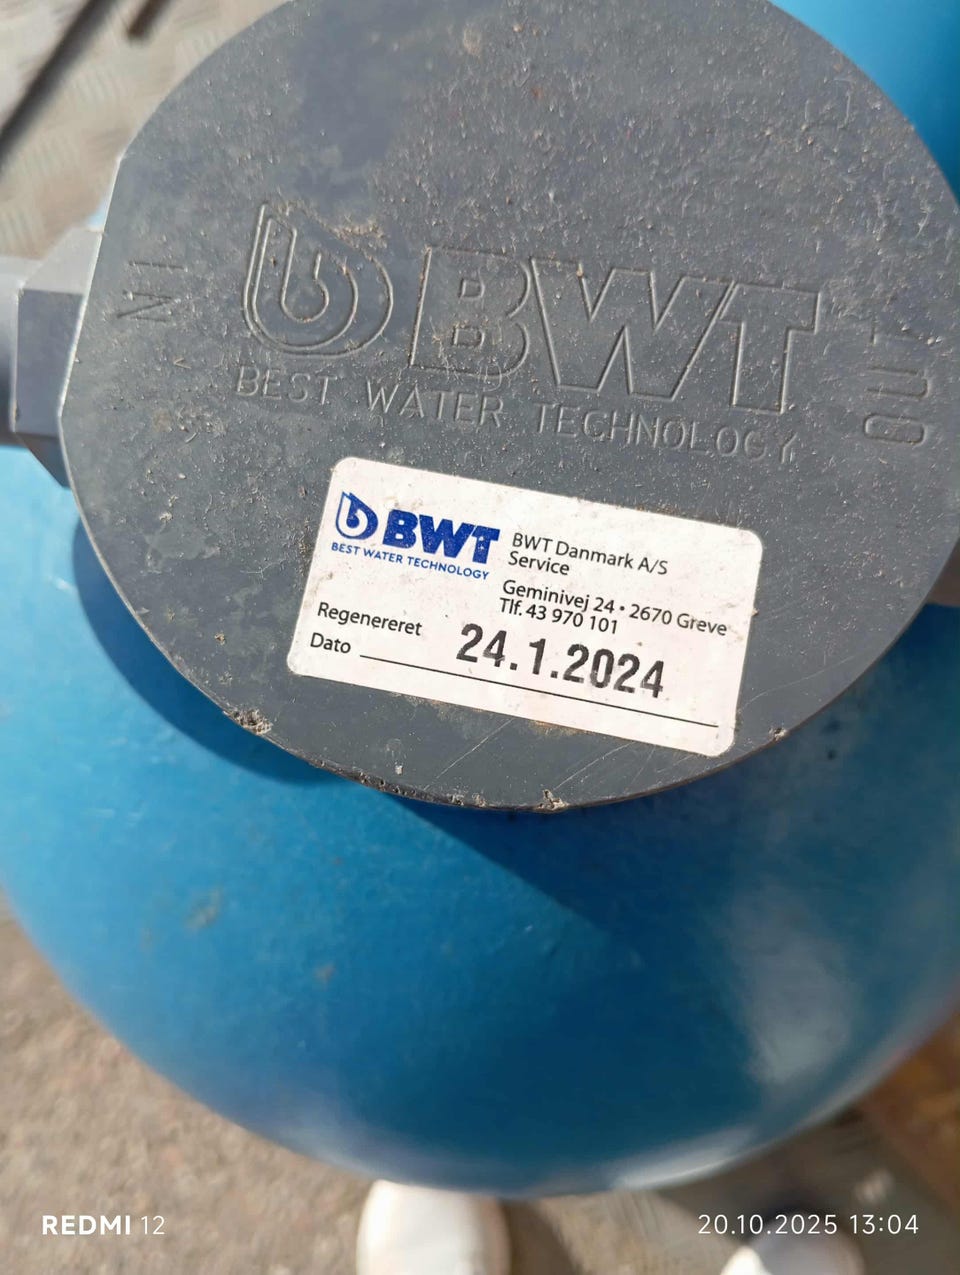 IN
BWT
BEST WATER TECHNOLOGY
OUT
BWT
BEST WATER TECHNOLOGY
BWT Danmark A/S
Service
Geminivej 24 • 2670 Greve
Tlf. 43 970 101
Regenereret
Dato 24.1.2024
REDMI 12
20.10.2025 13:04